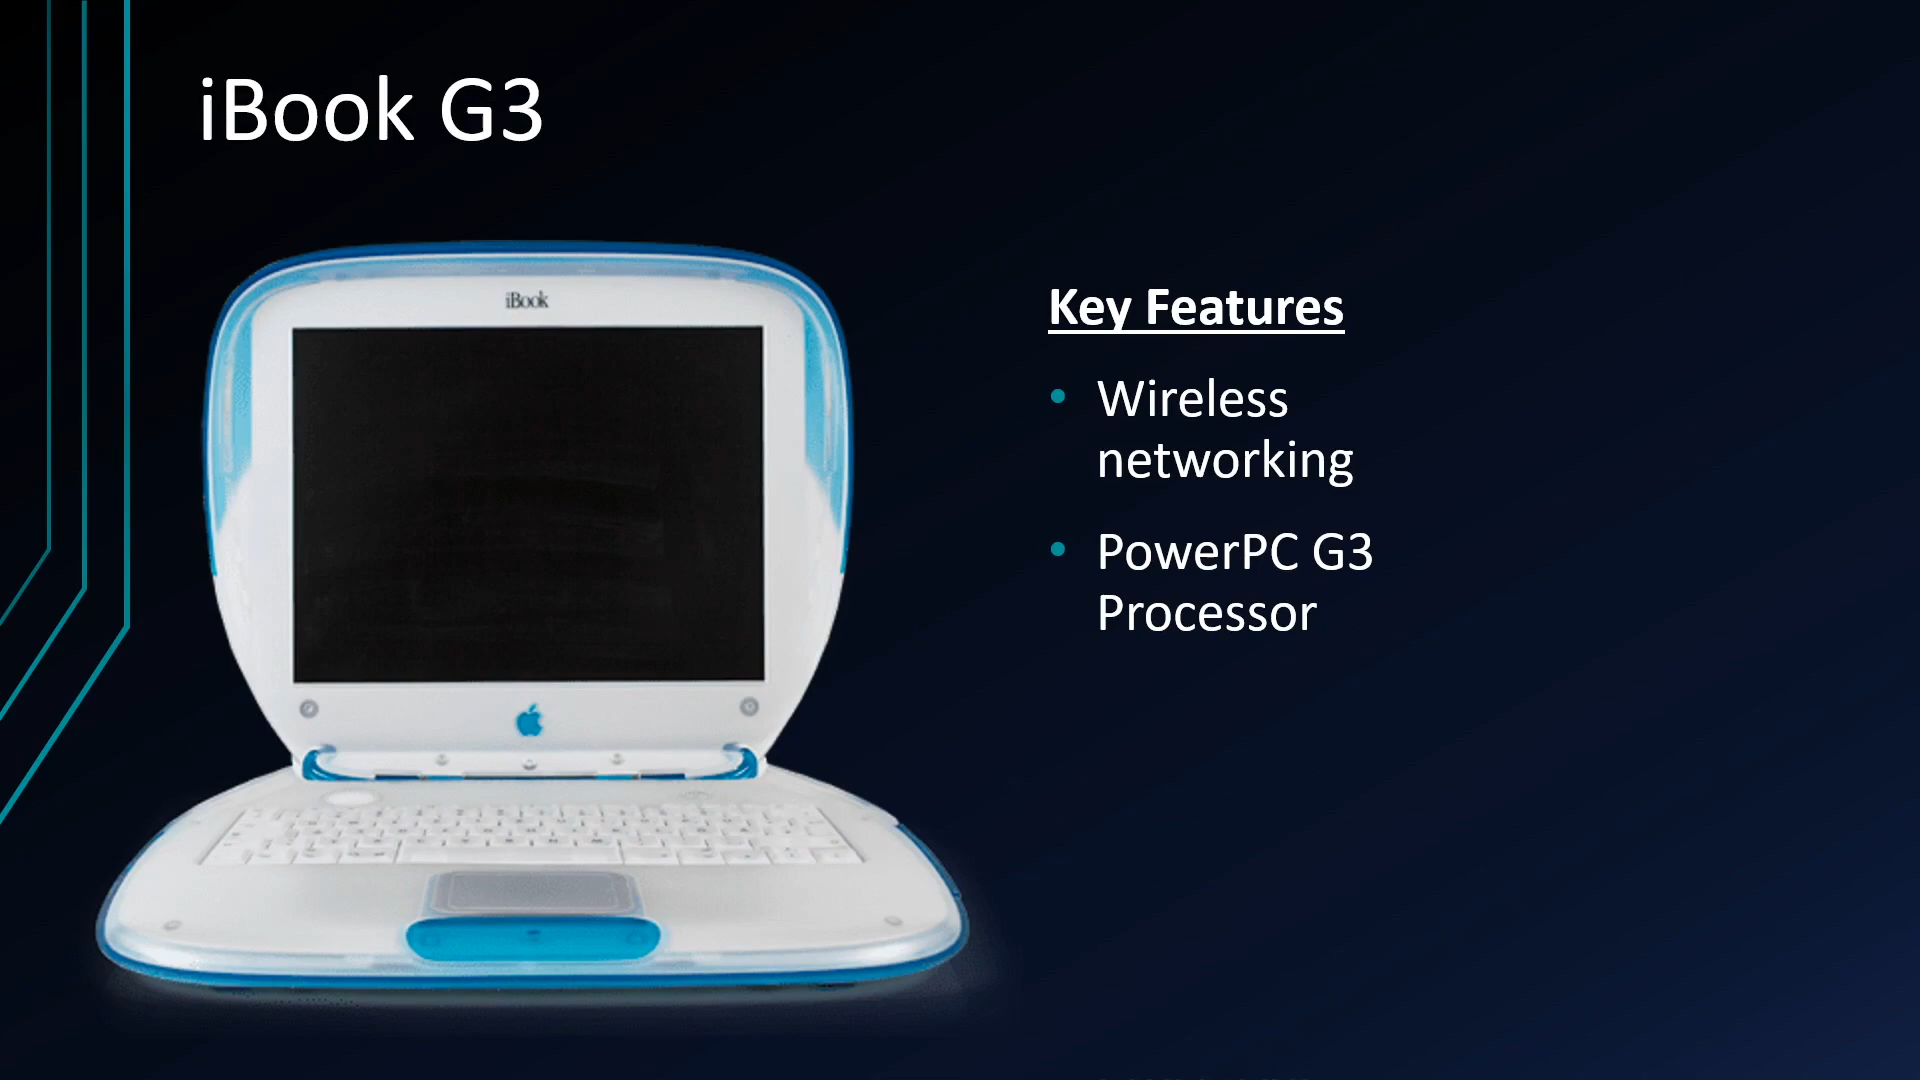 iBook G3
iBook
Key Features
• Wireless
networking
• PowerPC G3
Processor